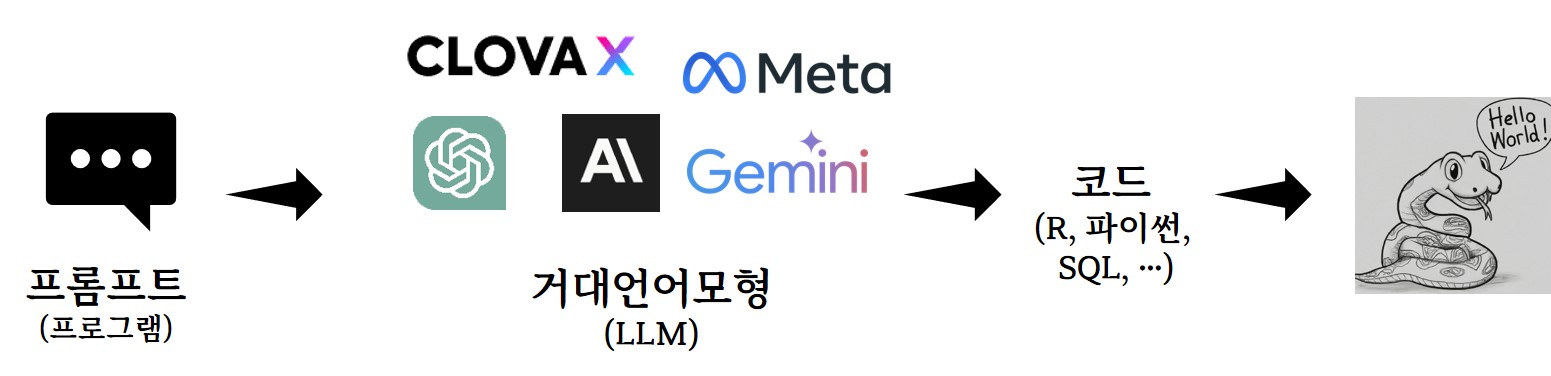 CLOVA X
Meta
AI
Gemini
Hello
World!
프롬프트
(프로그램)
거대언어모형
(LLM)
코드
(R, 파이썬,
SQL, ···)